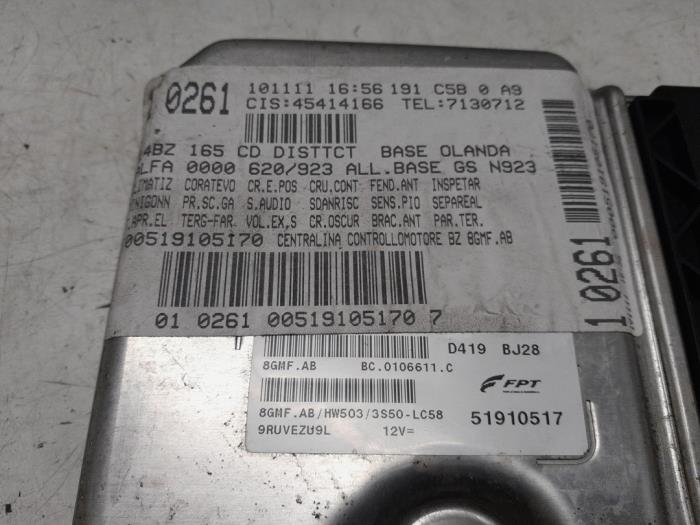 0261 101111 16:56 191 C5B 0 A9
CIS:45414166 TEL:7130712
4BZ 165 CD DISTTCT BASE OLANDA
ALFA 0000 620/923 ALL.BASE GS N923
CORATEVO CR.E.POS CRU,CONT FEND.ANT INSPETAR
PR.SC.GA S.AUDIO SDANRISC SENS.PIO SEPAREAL
APR.EL TERG-FAR VOL.EX,S CR.OSCUR BRAC.ANT PAR.TER.
00519105170 CENTRALINA CONTROLLOMOTORE BZ 8GMF.AB
01 0261 00519105170 7
1 0261
D419 BJ28
8GMF.AB BC.0106611.C
FPT
8GMF.AB/HW503/3S50-LC58 51910517
9RUVEZU9L 12V=